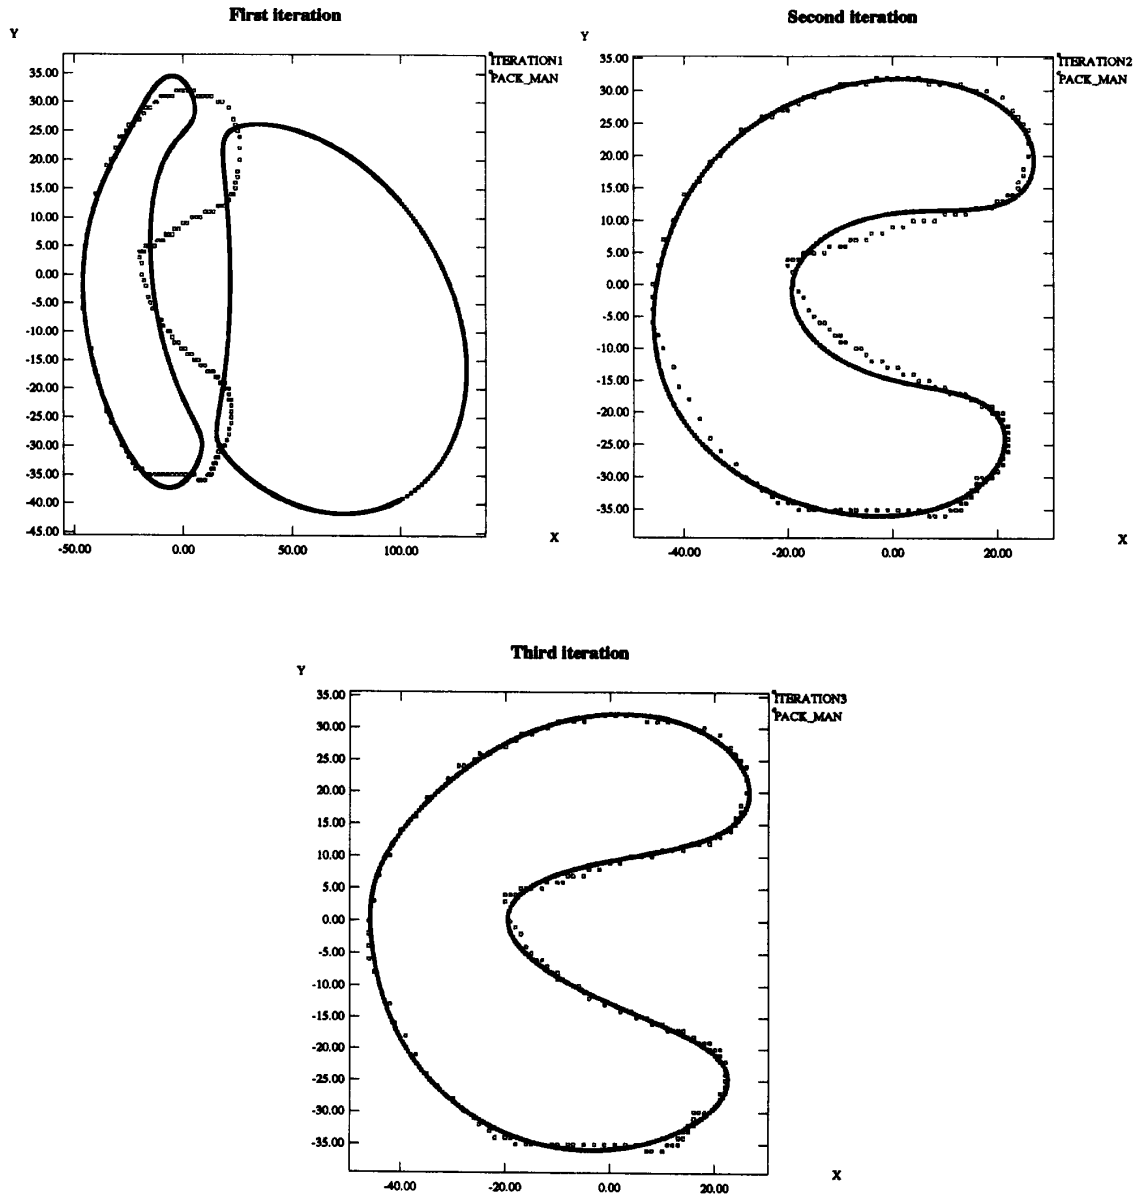 First iteration
Y
ITERATION1
PACK_MAN
35.00
30.00
25.00
20.00
15.00
10.00
5.00
0.00
-5.00
-10.00
-15.00
-20.00
-25.00
-30.00
-35.00
-40.00
-45.00
-50.00 0.00 50.00 100.00
X
Second iteration
Y
ITERATION2
PACK_MAN
35.00
30.00
25.00
20.00
15.00
10.00
5.00
0.00
-5.00
-10.00
-15.00
-20.00
-25.00
-30.00
-35.00
-40.00 -20.00 0.00 20.00
X
Third iteration
Y
ITERATION3
PACK_MAN
35.00
30.00
25.00
20.00
15.00
10.00
5.00
0.00
-5.00
-10.00
-15.00
-20.00
-25.00
-30.00
-35.00
-40.00 -20.00 0.00 20.00
X